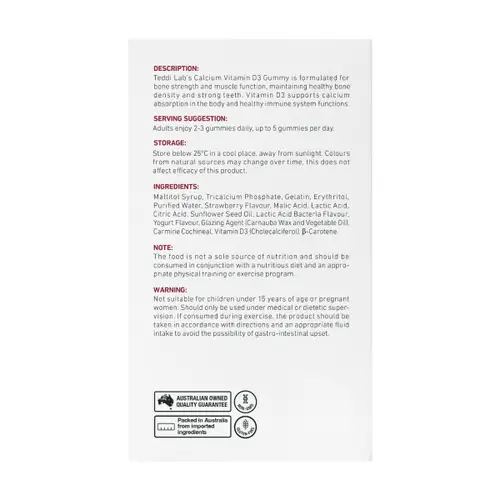 DESCRIPTION:
Teddi Lab's Calcium Vitamin D3 Gummy is formulated for
bone strength and muscle function, maintaining healthy bone
density and strong teeth. Vitamin D3 supports calcium
absorption in the body and healthy immune system functions.
SERVING SUGGESTION:
Adults enjoy 2-3 gummies daily, up to 5 gummies per day.
STORAGE:
Store below 25°C in a cool place, away from sunlight. Colours
from natural sources may change over time, this does not
affect efficacy of this product.
INGREDIENTS:
Maltitol Syrup, Tricalcium Phosphate, Gelatin, Erythritol,
Purified Water, Strawberry Flavour, Malic Acid, Lactic Acid,
Citric Acid, Sunflower Seed Oil, Lactic Acid Bacteria Flavour,
Yogurt Flavour, Glazing Agent (Carnauba Wax and Vegetable Oil),
Carmine Cochineal, Vitamin D3 (Cholecalciferol), β-Carotene.
NOTE:
The food is not a sole source of nutrition and should be
consumed in conjunction with a nutritious diet and an appro-
priate physical training or exercise program.
WARNING:
Not suitable for children under 15 years of age or pregnant
women: Should only be used under medical or dietetic super-
vision. If consumed during exercise, the product should be
taken in accordance with directions and an appropriate fluid
intake to avoid the possibility of gastro-intestinal upset.
AUSTRALIAN OWNED
QUALITY GUARANTEE
NON-GMO
Packed in Australia
from imported
ingredients
GLUTEN FREE